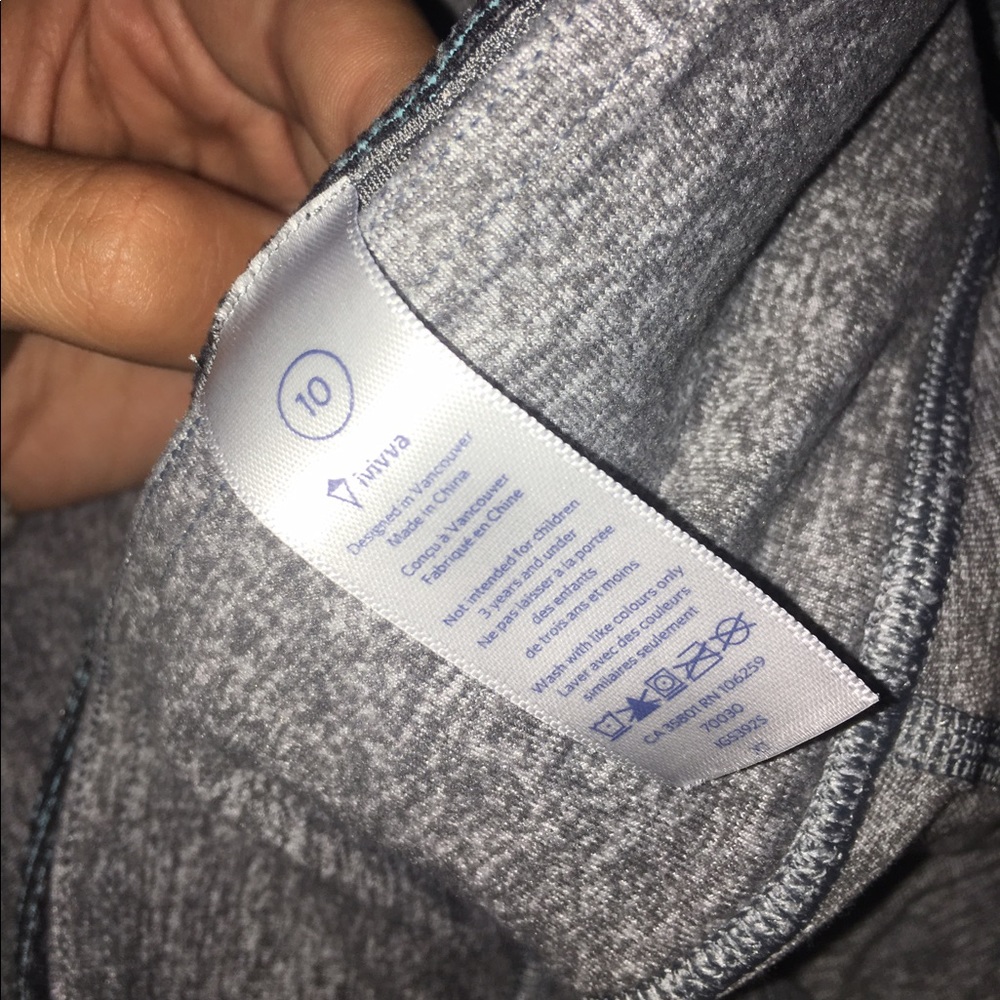 10
ivivva
Designed in Vancouver
Made in China
Conçu à Vancouver
Fabriqué en Chine
Not intended for children
3 years and under
Ne pas laisser à la portée
des enfants
de trois ans et moins
Wash with like colours only
Laver avec des couleurs
similaires seulement
CA 35801 RN 106259
70030
IG5392S